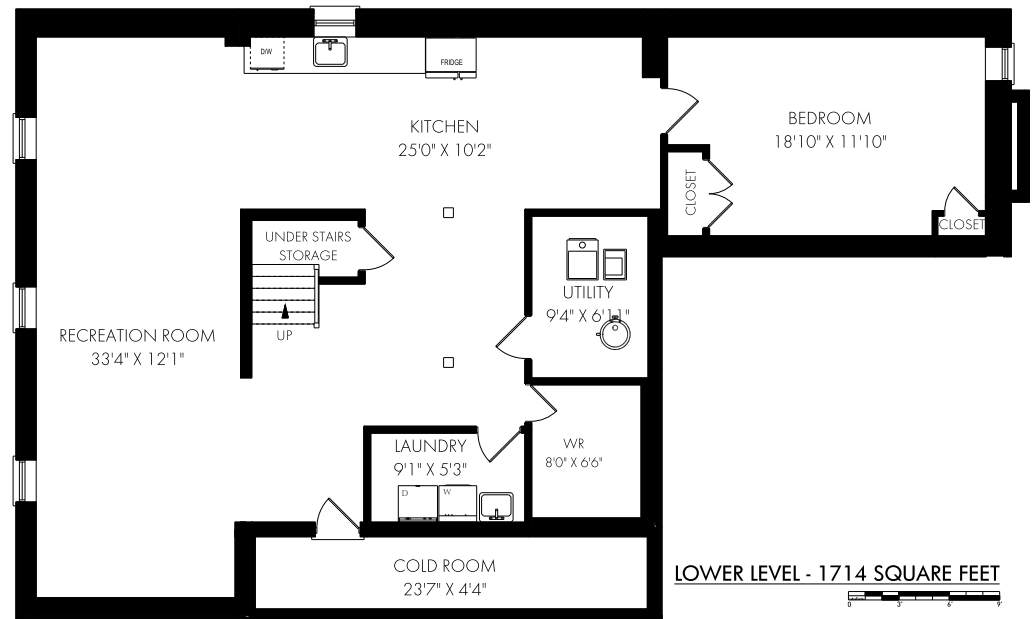 D/W
FRIDGE
KITCHEN
25'0" X 10'2"
BEDROOM
18'10" X 11'10"
CLOSET
CLOSET
UNDER STAIRS
STORAGE
UP
UTILITY
9'4" X 6'11"
RECREATION ROOM
33'4" X 12'1"
LAUNDRY
9'1" X 5'3"
D
W
WR
8'0" X 6'6"
COLD ROOM
23'7" X 4'4"
LOWER LEVEL - 1714 SQUARE FEET
0 3' 6' 9'